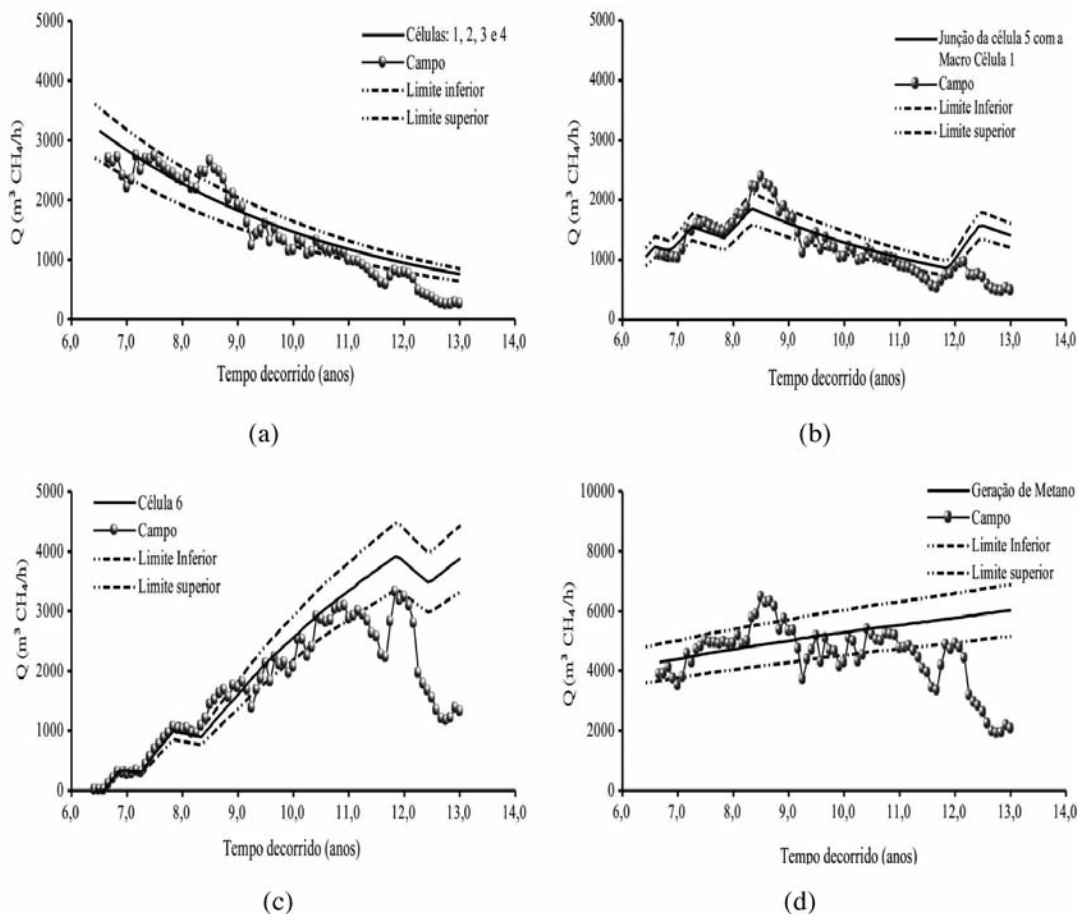 5000
4000
3000
2000
1000
0
6,0 7,0 8,0 9,0 10,0 11,0 12,0 13,0 14,0
Q (m³ CH₄/h)
Tempo decorrido (anos)
Células: 1, 2, 3 e 4
Campo
Limite inferior
Limite superior
(a)
5000
4000
3000
2000
1000
0
6,0 7,0 8,0 9,0 10,0 11,0 12,0 13,0 14,0
Q (m³ CH₄/h)
Tempo decorrido (anos)
Junção da célula 5 com a
Macro Célula 1
Campo
Limite Inferior
Limite superior
(b)
5000
4000
3000
2000
1000
0
6,0 7,0 8,0 9,0 10,0 11,0 12,0 13,0 14,0
Q (m³ CH₄/h)
Tempo decorrido (anos)
Célula 6
Campo
Limite Inferior
Limite superior
(c)
10000
8000
6000
4000
2000
0
6,0 7,0 8,0 9,0 10,0 11,0 12,0 13,0 14,0
Q (m³ CH₄/h)
Tempo decorrido (anos)
Geração de Metano
Campo
Limite Inferior
Limite superior
(d)